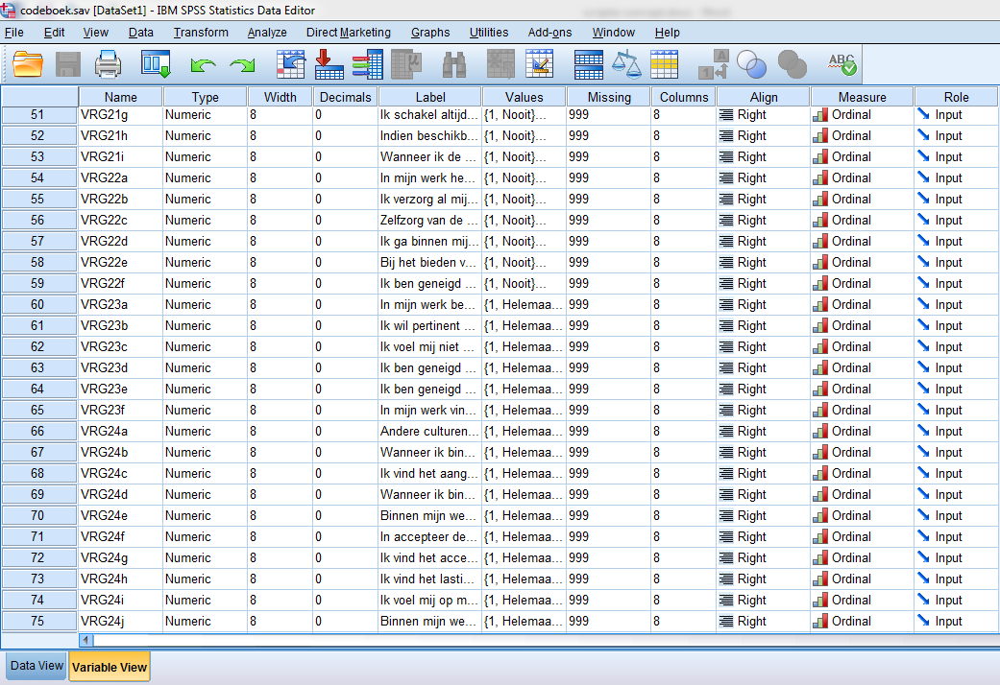 codeboek.sav [DataSet1] - IBM SPSS Statistics Data Editor
File Edit View Data Transform Analyze Direct Marketing Graphs Utilities Add-ons Window Help
Name Type Width Decimals Label Values Missing Columns Align Measure Role
51 VRG21g Numeric 8 0 Ik schakel altijd... {1, Nooit}... 999 8 Right Ordinal Input
52 VRG21h Numeric 8 0 Indien beschikb... {1, Nooit}... 999 8 Right Ordinal Input
53 VRG21i Numeric 8 0 Wanneer ik de ... {1, Nooit}... 999 8 Right Ordinal Input
54 VRG22a Numeric 8 0 In mijn werk he... {1, Nooit}... 999 8 Right Ordinal Input
55 VRG22b Numeric 8 0 Ik verzorg al mij... {1, Nooit}... 999 8 Right Ordinal Input
56 VRG22c Numeric 8 0 Zelfzorg van de ... {1, Nooit}... 999 8 Right Ordinal Input
57 VRG22d Numeric 8 0 Ik ga binnen mij... {1, Nooit}... 999 8 Right Ordinal Input
58 VRG22e Numeric 8 0 Bij het bieden v... {1, Nooit}... 999 8 Right Ordinal Input
59 VRG22f Numeric 8 0 Ik ben geneigd ... {1, Nooit}... 999 8 Right Ordinal Input
60 VRG23a Numeric 8 0 In mijn werk be... {1, Helemaa... 999 8 Right Ordinal Input
61 VRG23b Numeric 8 0 Ik wil pertinent ... {1, Helemaa... 999 8 Right Ordinal Input
62 VRG23c Numeric 8 0 Ik voel mij niet ... {1, Helemaa... 999 8 Right Ordinal Input
63 VRG23d Numeric 8 0 Ik ben geneigd ... {1, Helemaa... 999 8 Right Ordinal Input
64 VRG23e Numeric 8 0 Ik ben geneigd ... {1, Helemaa... 999 8 Right Ordinal Input
65 VRG23f Numeric 8 0 In mijn werk vin... {1, Helemaa... 999 8 Right Ordinal Input
66 VRG24a Numeric 8 0 Andere culturen... {1, Helemaa... 999 8 Right Ordinal Input
67 VRG24b Numeric 8 0 Wanneer ik bin... {1, Helemaa... 999 8 Right Ordinal Input
68 VRG24c Numeric 8 0 Ik vind het aang... {1, Helemaa... 999 8 Right Ordinal Input
69 VRG24d Numeric 8 0 Wanneer ik bin... {1, Helemaa... 999 8 Right Ordinal Input
70 VRG24e Numeric 8 0 Binnen mijn we... {1, Helemaa... 999 8 Right Ordinal Input
71 VRG24f Numeric 8 0 In accepteer de... {1, Helemaa... 999 8 Right Ordinal Input
72 VRG24g Numeric 8 0 Ik vind het acce... {1, Helemaa... 999 8 Right Ordinal Input
73 VRG24h Numeric 8 0 Ik vind het lasti... {1, Helemaa... 999 8 Right Ordinal Input
74 VRG24i Numeric 8 0 Ik voel mij op m... {1, Helemaa... 999 8 Right Ordinal Input
75 VRG24j Numeric 8 0 Binnen mijn we... {1, Helemaa... 999 8 Right Ordinal Input
Data View Variable View